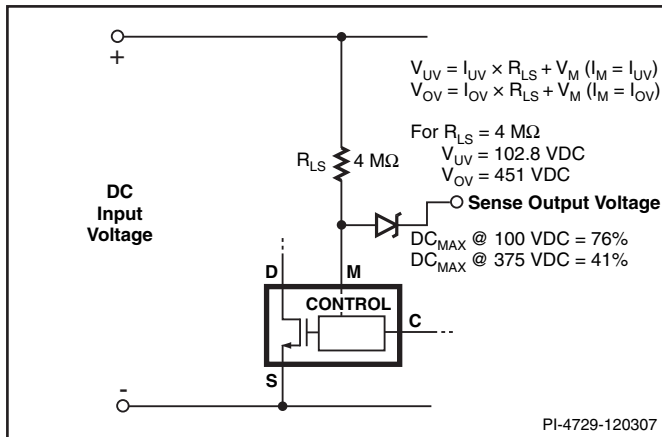 +
V_UV = I_UV × R_LS + V_M (I_M = I_UV)
V_OV = I_OV × R_LS + V_M (I_M = I_OV)
For R_LS = 4 MΩ
V_UV = 102.8 VDC
V_OV = 451 VDC
R_LS 4 MΩ
DC
Input
Voltage
Sense Output Voltage
DC_MAX @ 100 VDC = 76%
DC_MAX @ 375 VDC = 41%
D M
CONTROL
C
S
-
PI-4729-120307